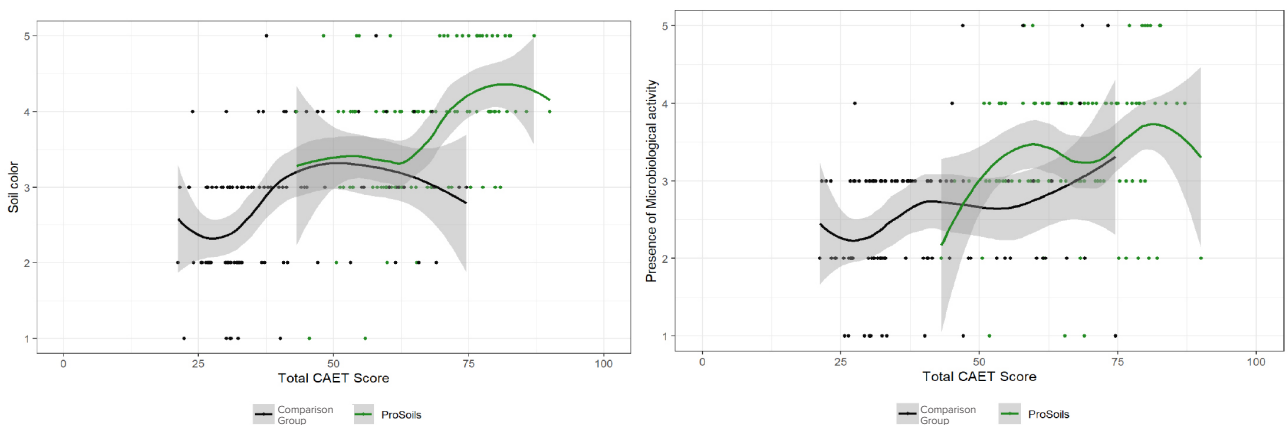 5
4
3
2
1
Soil color
0
25
50
75
100
Total CAET Score
Comparison
Group
ProSoils
5
4
3
2
1
Presence of Microbiological activity
0
25
50
75
100
Total CAET Score
Comparison
Group
ProSoils